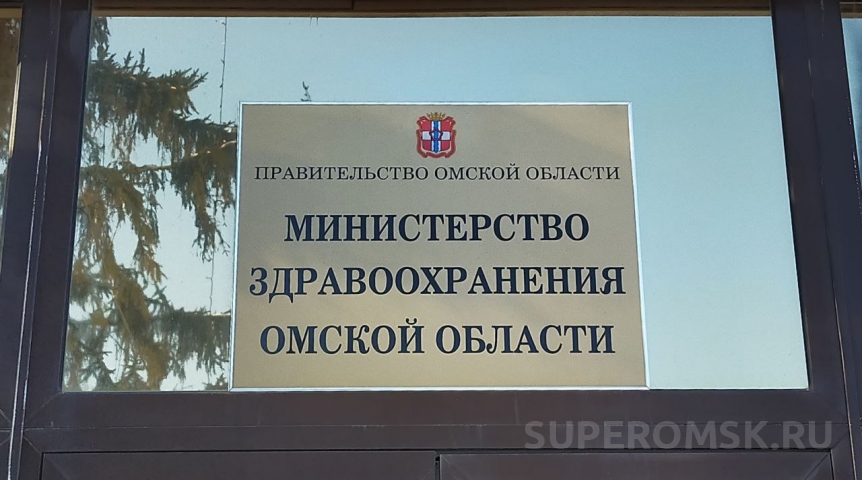 ПРАВИТЕЛЬСТВО ОМСКОЙ ОБЛАСТИ
МИНИСТЕРСТВО
ЗДРАВООХРАНЕНИЯ
ОМСКОЙ ОБЛАСТИ
SUPEROMSK.RU